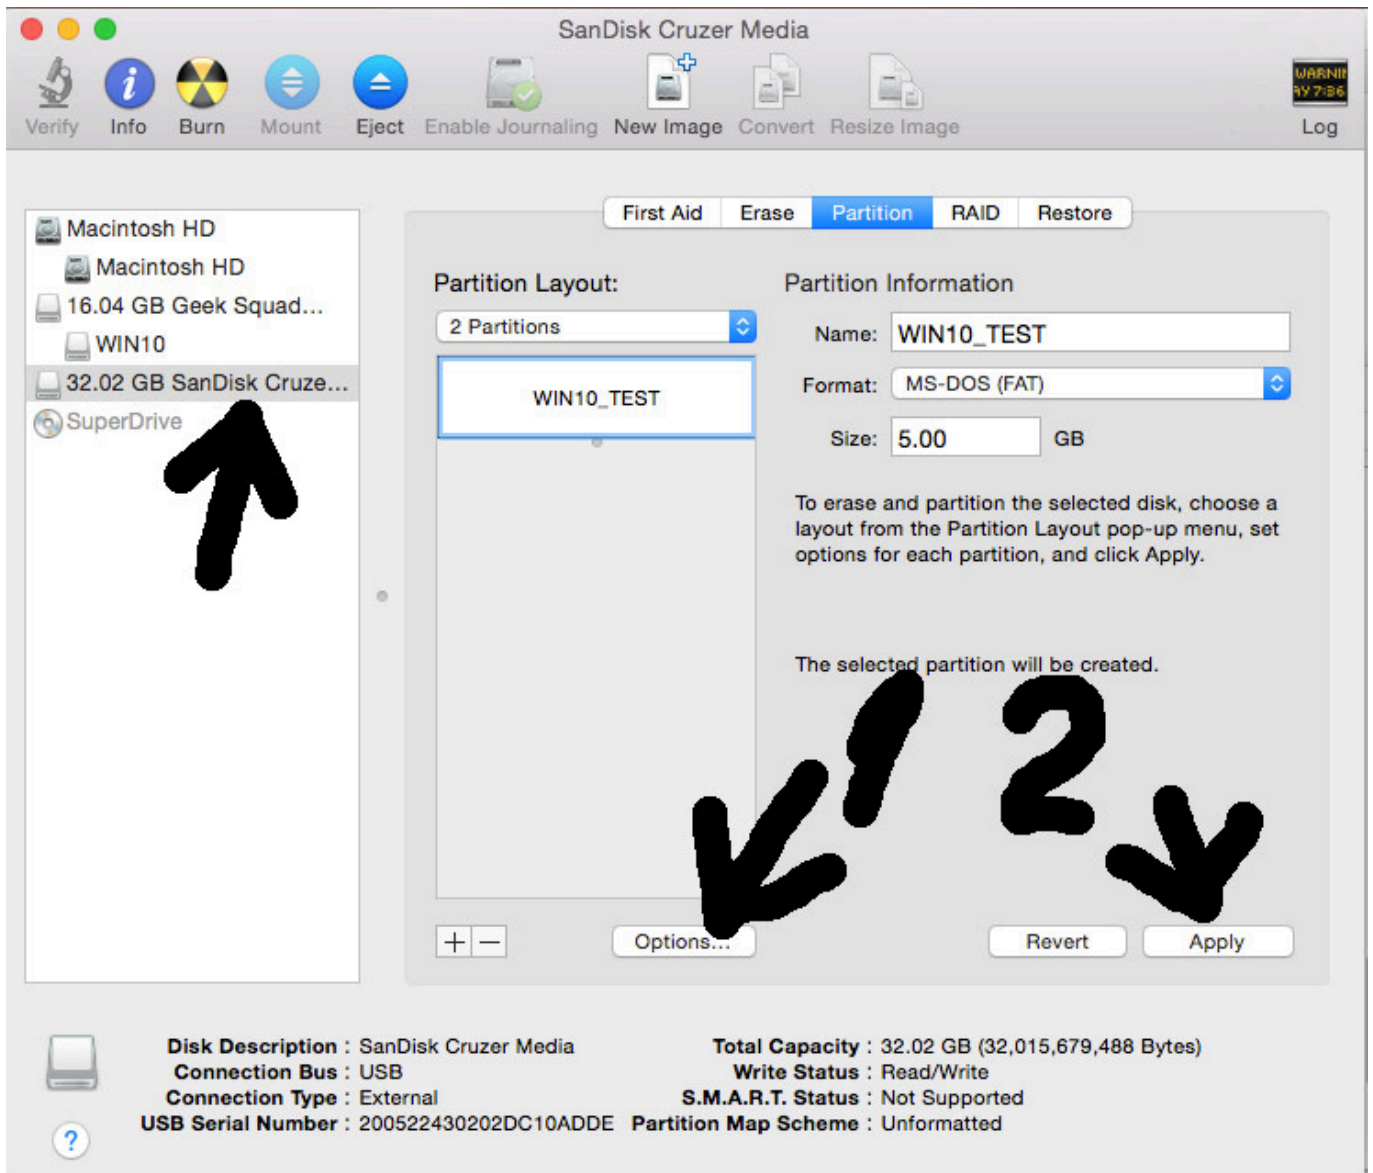 SanDisk Cruzer Media
Verify Info Burn Mount Eject Enable Journaling New Image Convert Resize Image Log
WARNIN
AY 7:36
First Aid Erase Partition RAID Restore
Macintosh HD
Macintosh HD
16.04 GB Geek Squad...
WIN10
32.02 GB SanDisk Cruze...
SuperDrive
Partition Layout:
2 Partitions
WIN10_TEST
Partition Information
Name: WIN10_TEST
Format: MS-DOS (FAT)
Size: 5.00 GB
To erase and partition the selected disk, choose a
layout from the Partition Layout pop-up menu, set
options for each partition, and click Apply.
The selected partition will be created.
1 2
+ − Options... Revert Apply
Disk Description : SanDisk Cruzer Media
Connection Bus : USB
Connection Type : External
USB Serial Number : 200522430202DC10ADDE
Total Capacity : 32.02 GB (32,015,679,488 Bytes)
Write Status : Read/Write
S.M.A.R.T. Status : Not Supported
Partition Map Scheme : Unformatted
?